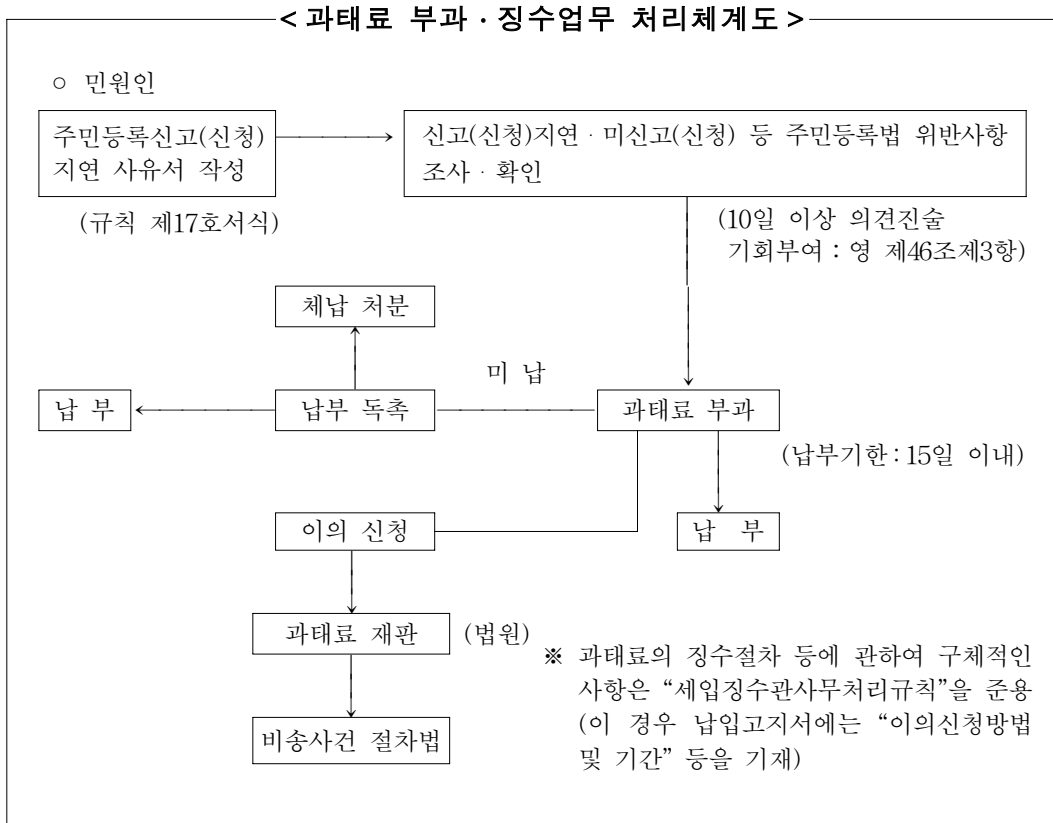 <과태료 부과·징수업무 처리체계도>
○ 민원인
주민등록신고(신청)
지연 사유서 작성
신고(신청)지연·미신고(신청) 등 주민등록법 위반사항
조사·확인
(규칙 제17호서식)
(10일 이상 의견진술
기회부여 : 영 제46조제3항)
체납 처분
미 납
납 부
납부 독촉
과태료 부과
(납부기한 : 15일 이내)
이의 신청
납 부
과태료 재판
(법원)
※ 과태료의 징수절차 등에 관하여 구체적인
사항은 “세입징수관사무처리규칙”을 준용
(이 경우 납입고지서에는 “이의신청방법
및 기간” 등을 기재)
비송사건 절차법